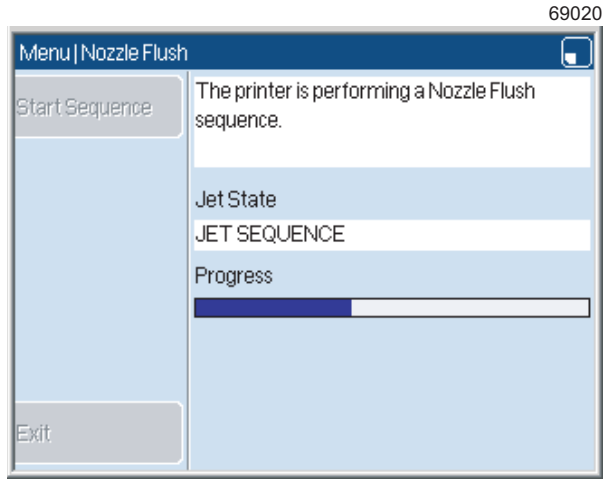 69020
Menu | Nozzle Flush
Start Sequence
The printer is performing a Nozzle Flush
sequence.
Jet State
JET SEQUENCE
Progress
Exit